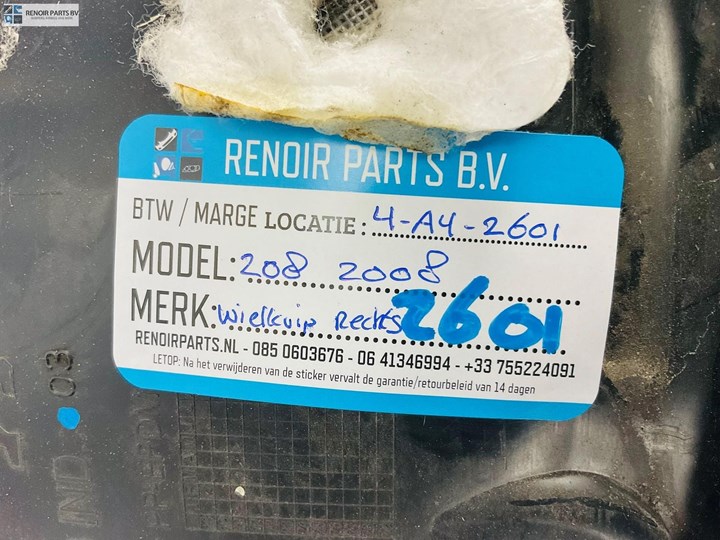 RENOIR PARTS BV.
RENOIR PARTS B.V.
BTW / MARGE LOCATIE: 4-A4-2601
MODEL: 208 2008
MERK: Wielkuip Rechts 2601
RENOIRPARTS.NL - 085 0603676 - 06 41346994 - +33 755224091
LETOP: Na het verwijderen van de sticker vervalt de garantie/retourbeleid van 14 dagen
03
IND